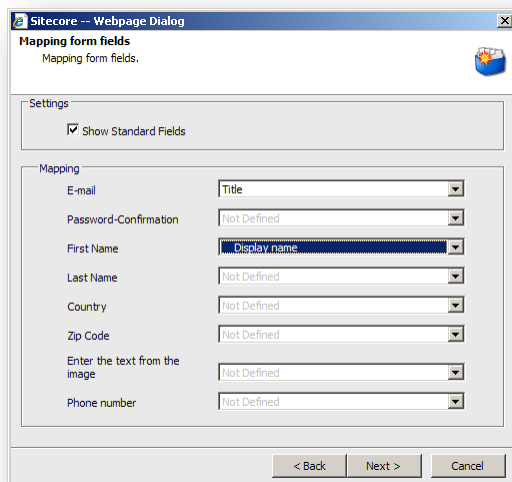 Sitecore -- Webpage Dialog
Mapping form fields
Mapping form fields.
Settings
Show Standard Fields
Mapping
E-mail Title
Password-Confirmation Not Defined
First Name Display name
Last Name Not Defined
Country Not Defined
Zip Code Not Defined
Enter the text from the
image Not Defined
Phone number Not Defined
< Back Next > Cancel